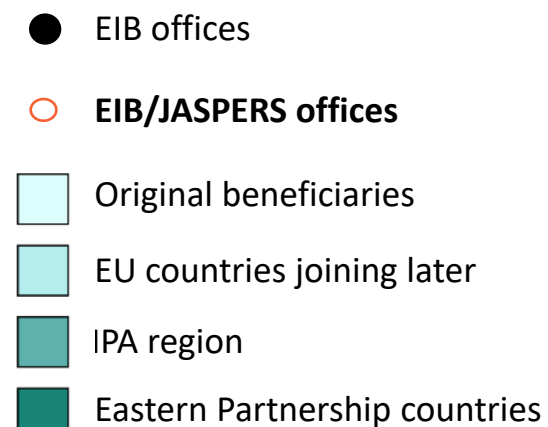 EIB offices
EIB/JASPERS offices
Original beneficiaries
EU countries joining later
IPA region
Eastern Partnership countries